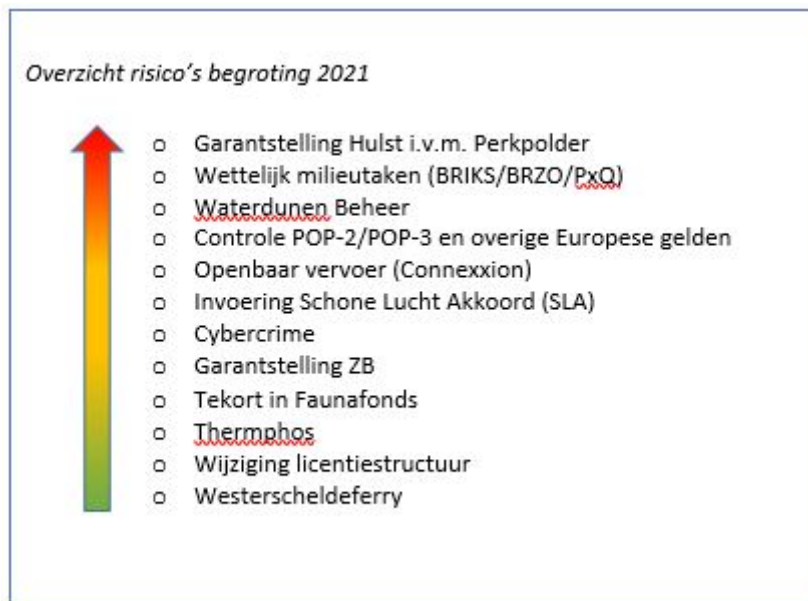 Overzicht risico's begroting 2021
o Garantstelling Hulst i.v.m. Perkpolder
o Wettelijk milieutaken (BRIKS/BRZO/PxQ)
o Waterdunen Beheer
o Controle POP-2/POP-3 en overige Europese gelden
o Openbaar vervoer (Connexxion)
o Invoering Schone Lucht Akkoord (SLA)
o Cybercrime
o Garantstelling ZB
o Tekort in Faunafonds
o Thermphos
o Wijziging licentiestructuur
o Westerscheldeferry